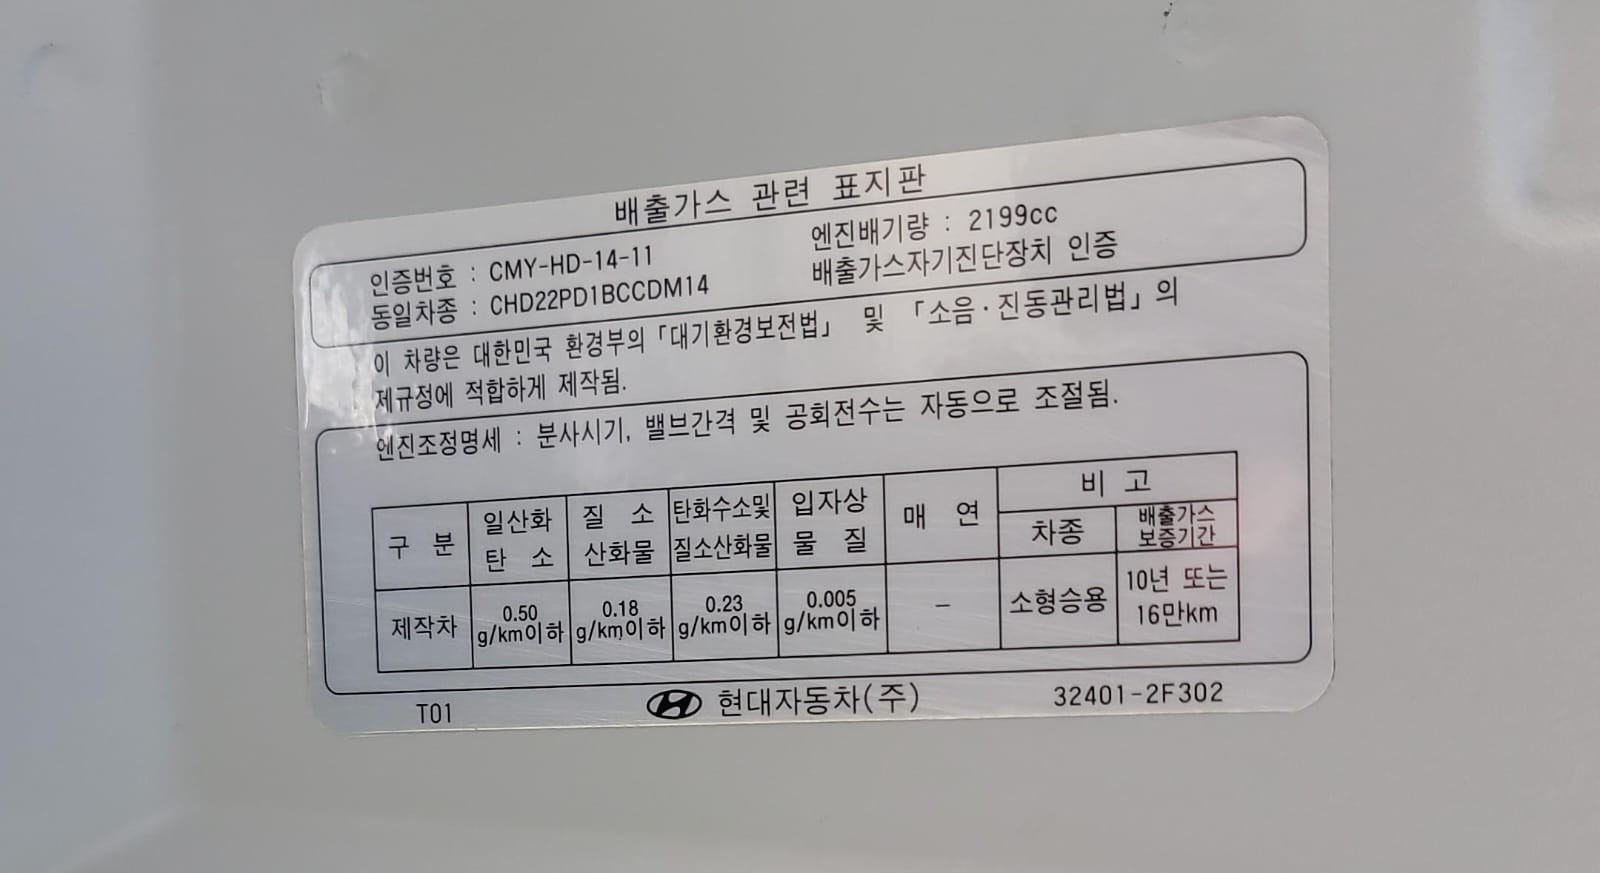 배출가스 관련 표지판
인증번호 : CMY-HD-14-11 엔진배기량 : 2199cc
동일차종 : CHD22PD1BCCDM14 배출가스자기진단장치 인증
이 차량은 대한민국 환경부의 「대기환경보전법」 및 「소음·진동관리법」의
제규정에 적합하게 제작됨.
엔진조정명세 : 분사시기, 밸브간격 및 공회전수는 자동으로 조절됨.
구 분 일산화 탄 소 질 소 산화물 탄화수소및 질소산화물 입자상 물 질 매 연 비 고
차종 배출가스 보증기간
제작차 0.50 g/km이하 0.18 g/km이하 0.23 g/km이하 0.005 g/km이하 - 소형승용 10년 또는 16만km
T01 현대자동차(주) 32401-2F302